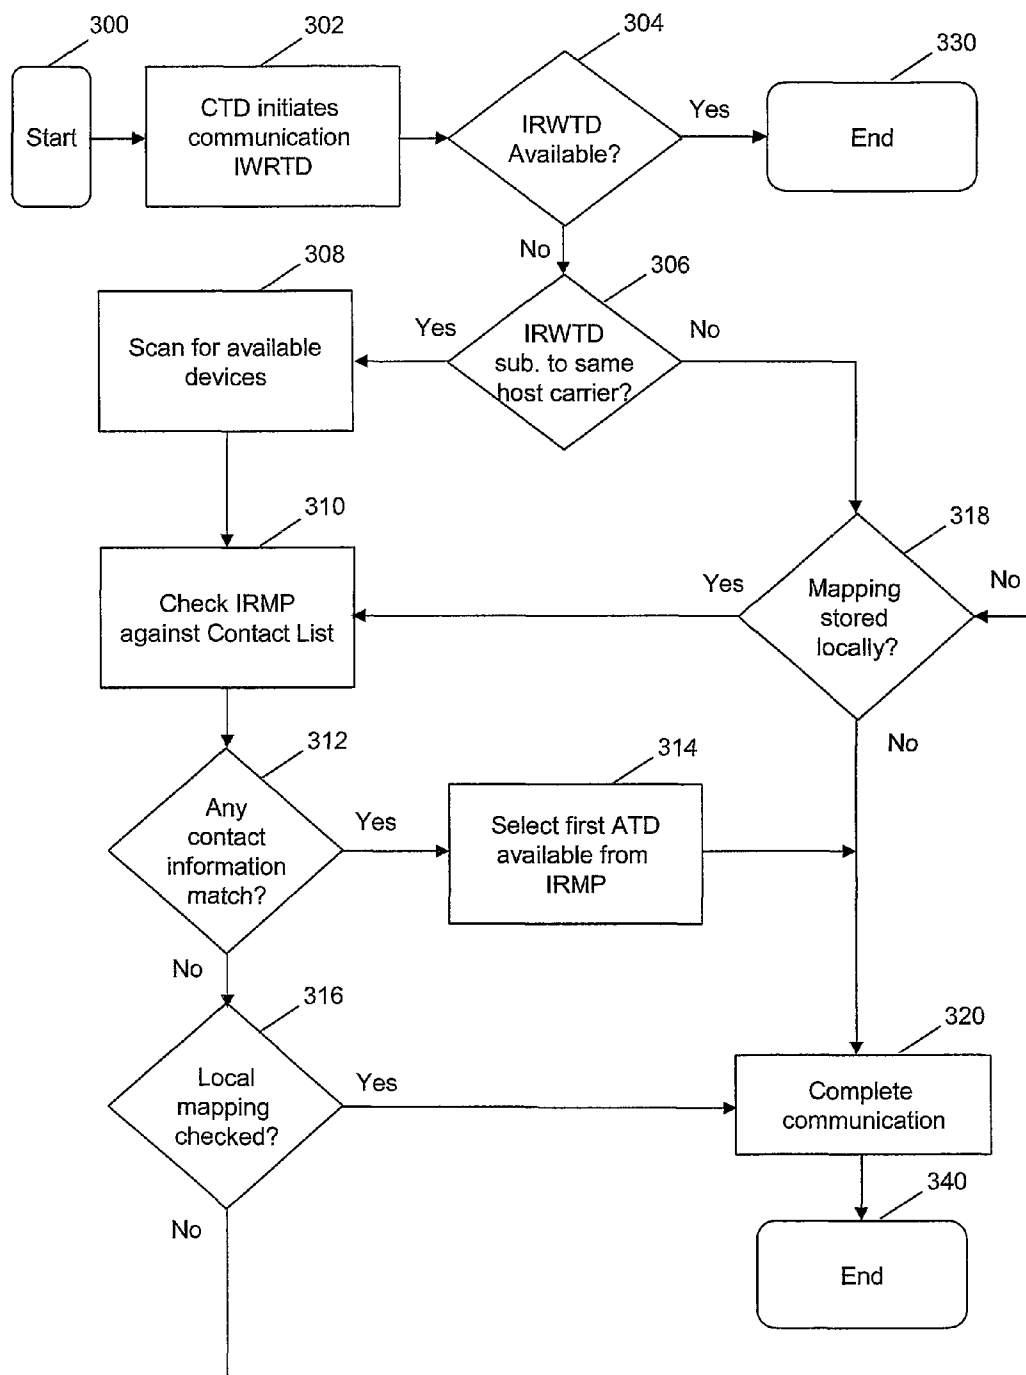 300
302
304
330
Start
CTD initiates
communication
IWRTD
IRWTD
Available?
Yes
End
No
308
306
Scan for available
devices
Yes
IRWTD
sub. to same
host carrier?
No
310
318
Check IRMP
against Contact List
Yes
Mapping
stored
locally?
No
No
312
314
Any
contact
information
match?
Yes
Select first ATD
available from
IRMP
No
316
320
Local
mapping
checked?
Yes
Complete
communication
No
340
End